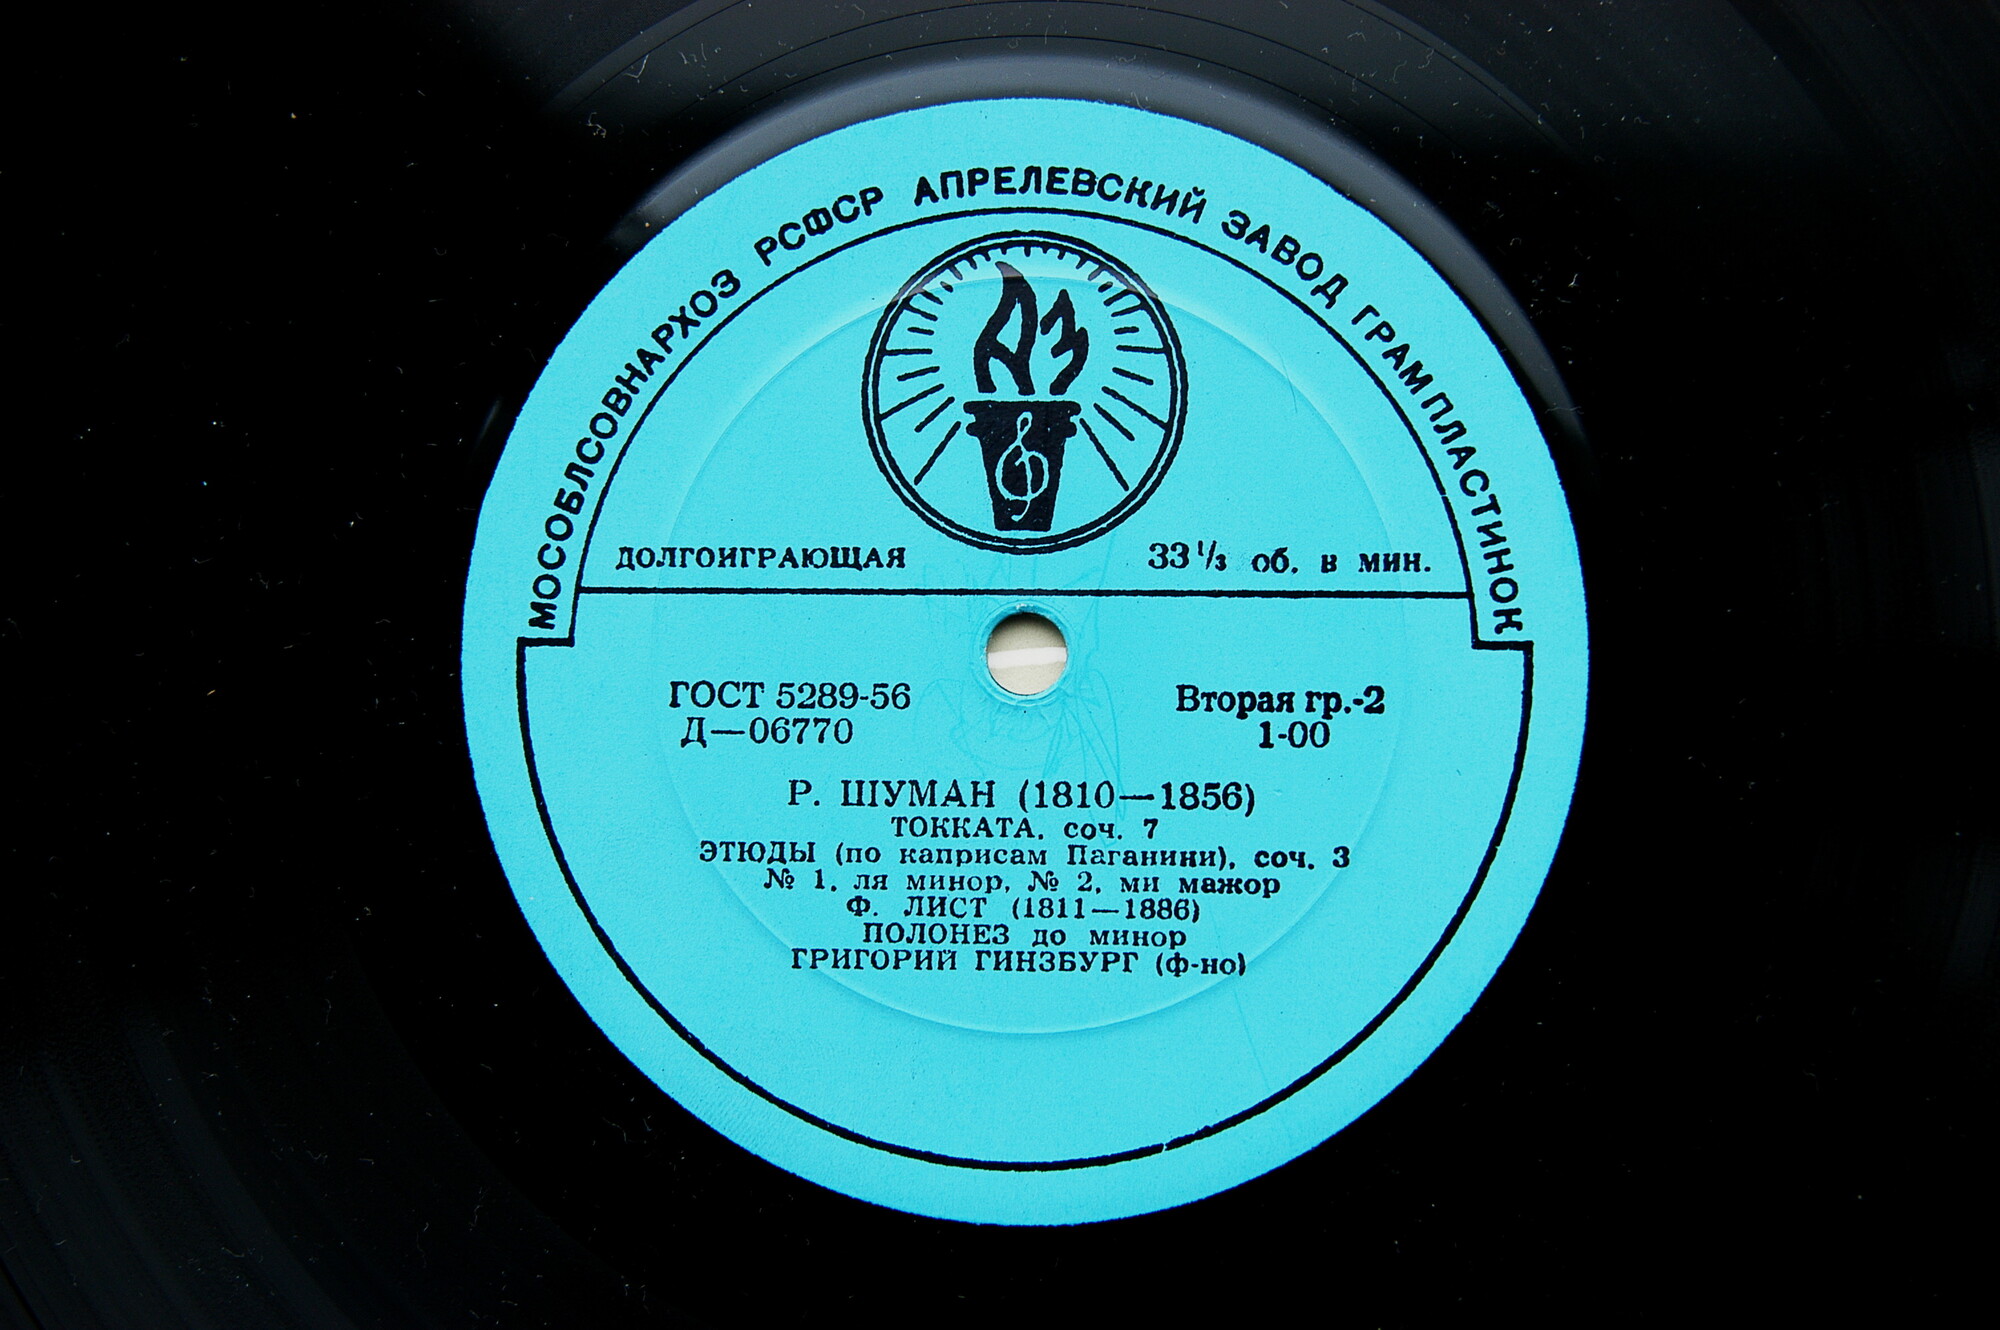 МОСОБЛСОВНАРХОЗ РСФСР АПРЕЛЕВСКИЙ ЗАВОД ГРАМПЛАСТИНОК
АЗ
ДОЛГОИГРАЮЩАЯ 33 1/3 об. в мин.
ГОСТ 5289-56 Вторая гр.-2
Д—06770 1-00
Р. ШУМАН (1810—1856)
ТОККАТА, соч. 7
ЭТЮДЫ (по каприсам Паганини), соч. 3
№ 1, ля минор, № 2, ми мажор
Ф. ЛИСТ (1811—1886)
ПОЛОНЕЗ до минор
ГРИГОРИЙ ГИНЗБУРГ (ф-но)